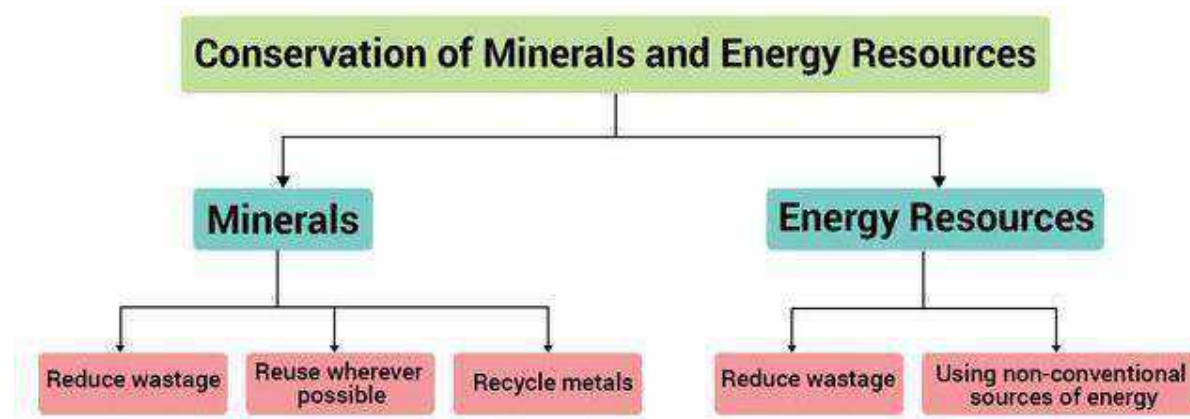 Conservation of Minerals and Energy Resources
Minerals
Energy Resources
Reduce wastage
Reuse wherever
possible
Recycle metals
Reduce wastage
Using non-conventional
sources of energy